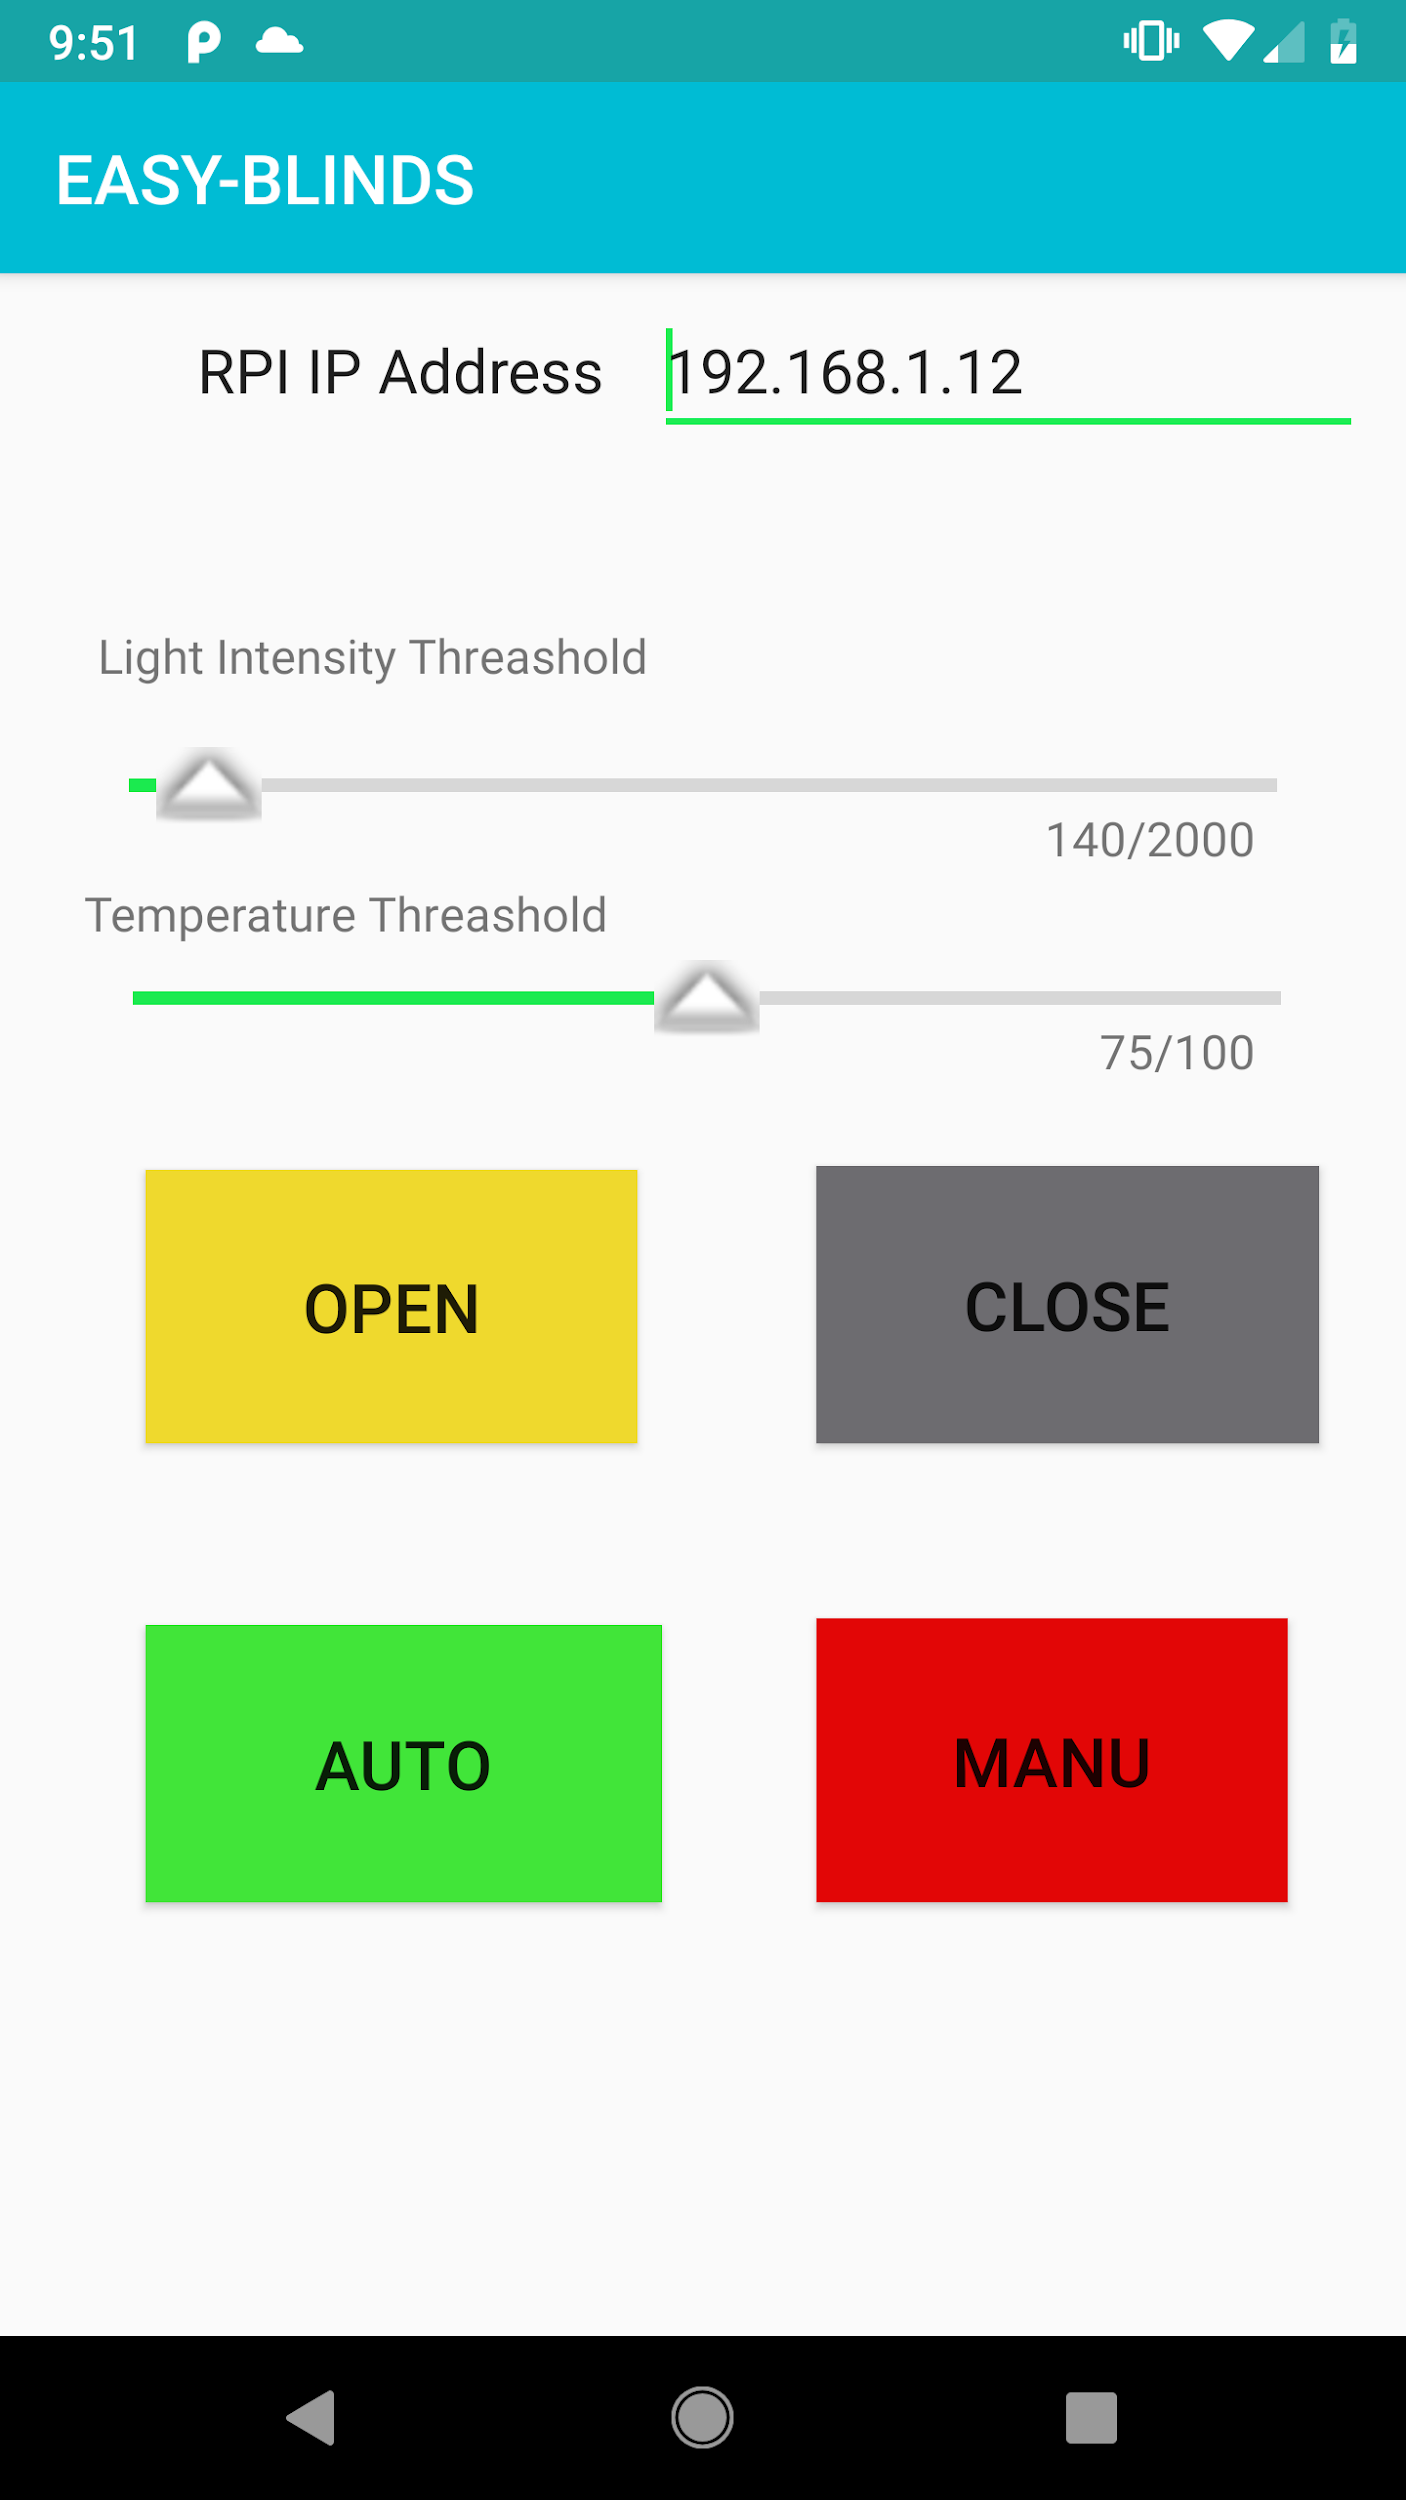 9:51
EASY-BLINDS
RPI IP Address 192.168.1.12
Light Intensity Threashold
140/2000
Temperature Threashold
75/100
OPEN CLOSE
AUTO MANU